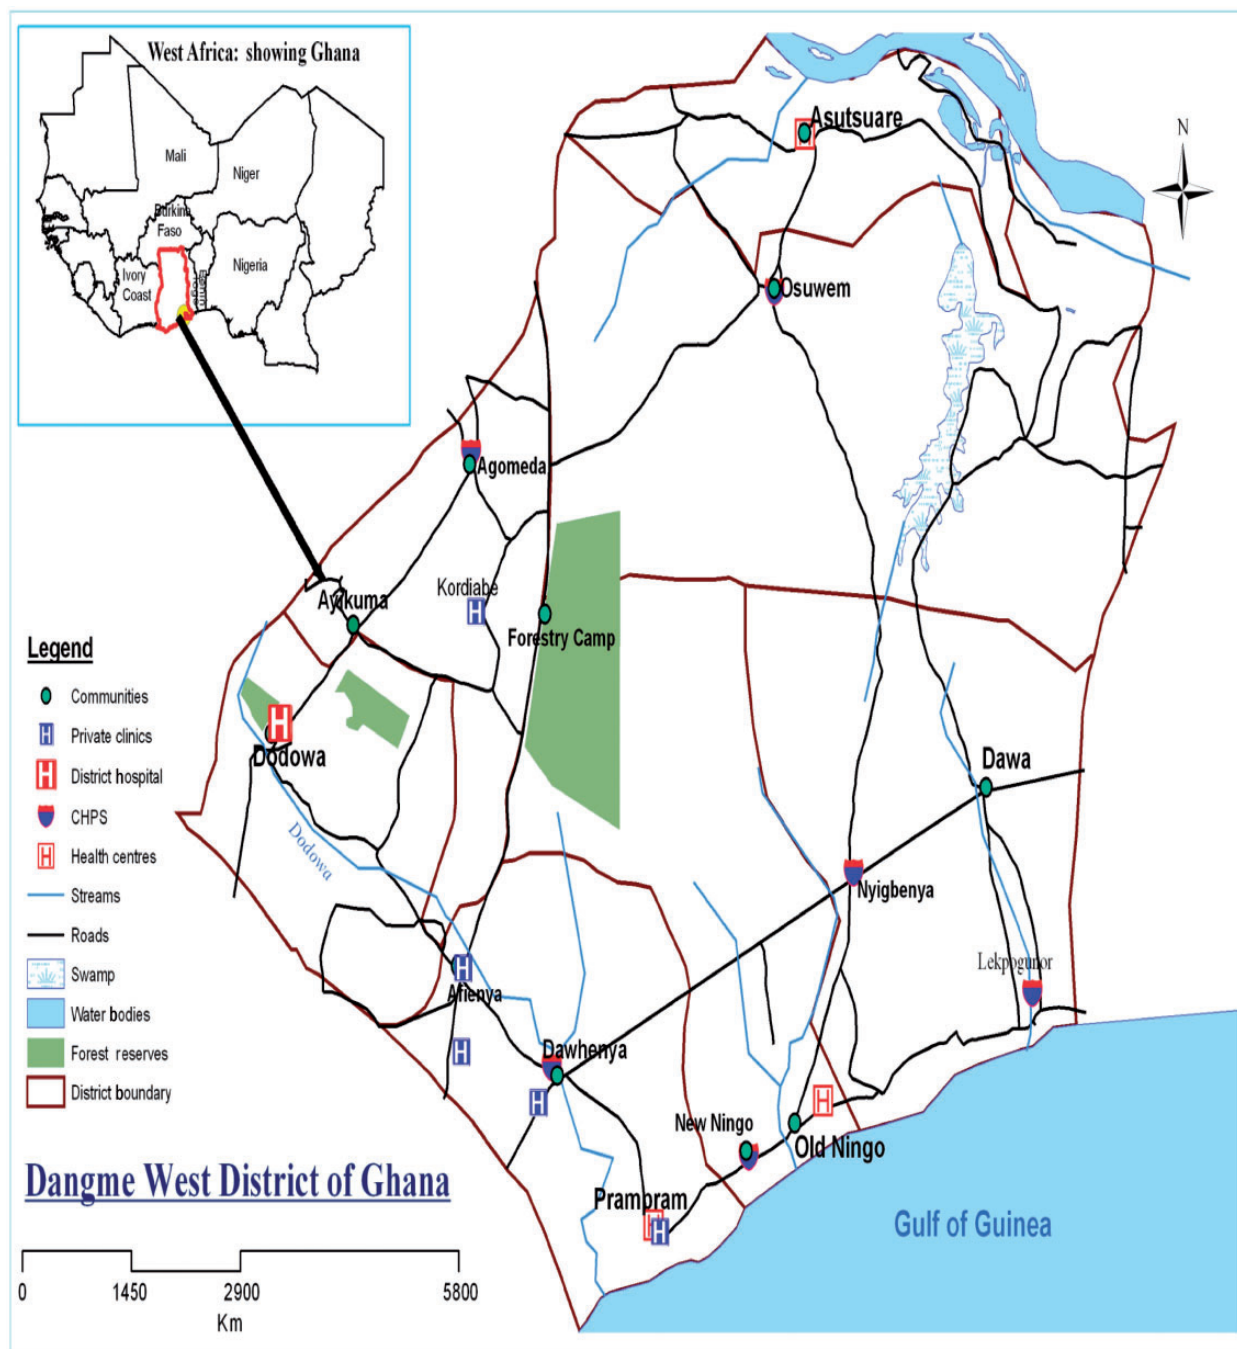 West Africa: showing Ghana
Mali
Niger
Burkina
Faso
Ivory
Coast
Nigeria
Benin
Togo
N
Asutsuare
Osuwem
Agomeda
Kordiabe
Ayikuma
Forestry Camp
Dodowa
Dodowa
Dawa
Nyigbenya
Lekpogunor
Afienya
Dawhenya
New Ningo
Old Ningo
Prampram
Gulf of Guinea
Legend
Communities
H Private clinics
H District hospital
CHPS
H Health centres
Streams
Roads
Swamp
Water bodies
Forest reserves
District boundary
Dangme West District of Ghana
0 1450 2900 5800
Km